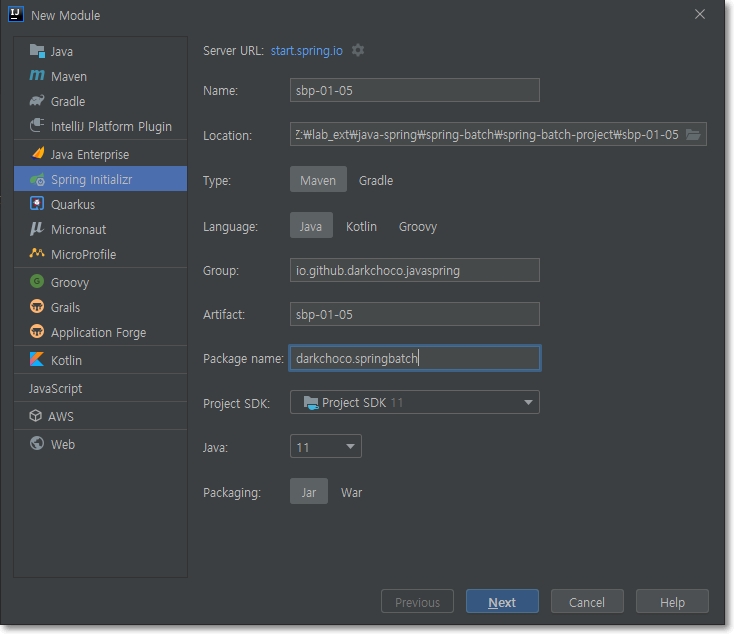 New Module
Java
Maven
Gradle
IntelliJ Platform Plugin
Java Enterprise
Spring Initializr
Quarkus
Micronaut
MicroProfile
Groovy
Grails
Application Forge
Kotlin
JavaScript
AWS
Web
Server URL: start.spring.io
Name: sbp-01-05
Location: Z:₩lab_ext₩java-spring₩spring-batch₩spring-batch-project₩sbp-01-05
Type: Maven Gradle
Language: Java Kotlin Groovy
Group: io.github.darkchoco.javaspring
Artifact: sbp-01-05
Package name: darkchoco.springbatch
Project SDK: Project SDK 11
Java: 11
Packaging: Jar War
Previous Next Cancel Help